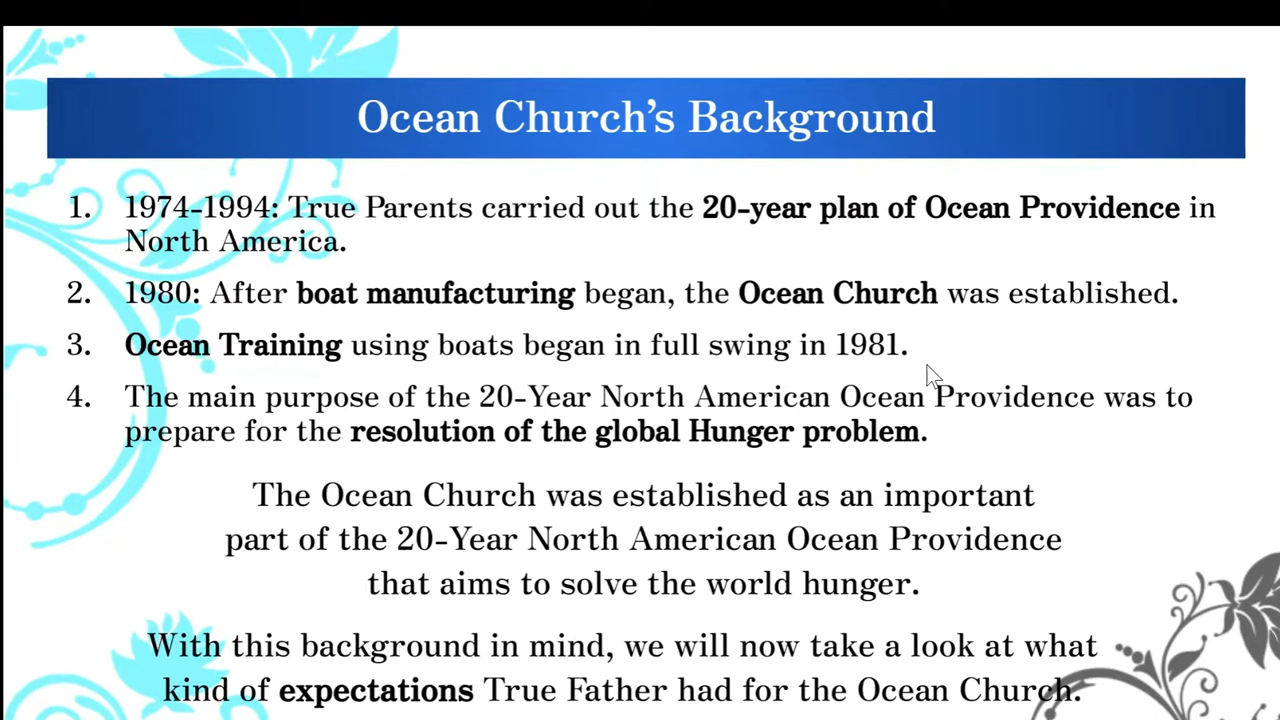 Ocean Church's Background
1. 1974-1994: True Parents carried out the 20-year plan of Ocean Providence in
North America.
2. 1980: After boat manufacturing began, the Ocean Church was established.
3. Ocean Training using boats began in full swing in 1981.
4. The main purpose of the 20-Year North American Ocean Providence was to
prepare for the resolution of the global Hunger problem.
The Ocean Church was established as an important
part of the 20-Year North American Ocean Providence
that aims to solve the world hunger.
With this background in mind, we will now take a look at what
kind of expectations True Father had for the Ocean Church.